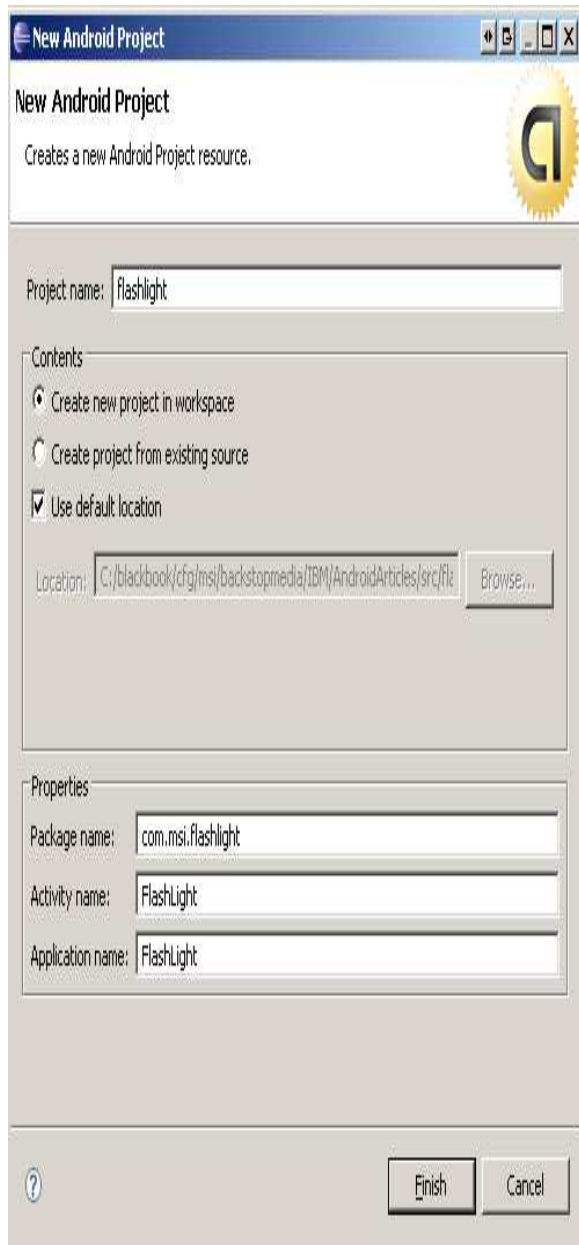 New Android Project
New Android Project
Creates a new Android Project resource.
Project name: flashlight
Contents
Create new project in workspace
Create project from existing source
Use default location
Location: C:/blackbook/cfg/msi/backstopmedia/IBM/AndroidArticles/src/fla
Browse...
Properties
Package name: com.msi.flashlight
Activity name: FlashLight
Application name: FlashLight
?
Finish
Cancel